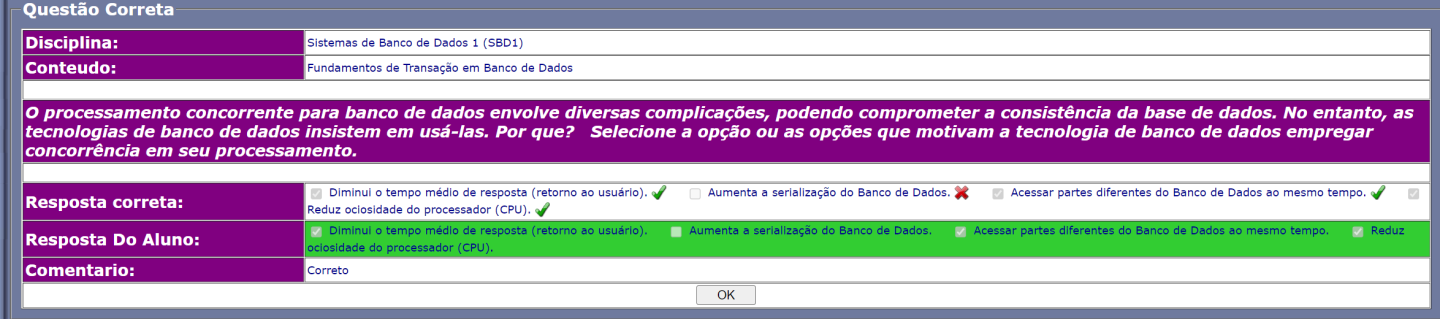 Questão Correta
Disciplina: Sistemas de Banco de Dados 1 (SBD1)
Conteudo: Fundamentos de Transação em Banco de Dados
O processamento concorrente para banco de dados envolve diversas complicações, podendo comprometer a consistência da base de dados. No entanto, as
tecnologias de banco de dados insistem em usá-las. Por que?   Selecione a opção ou as opções que motivam a tecnologia de banco de dados empregar
concorrência em seu processamento.
Resposta correta: Diminui o tempo médio de resposta (retorno ao usuário). Aumenta a serialização do Banco de Dados. Acessar partes diferentes do Banco de Dados ao mesmo tempo.
Reduz ociosidade do processador (CPU).
Resposta Do Aluno: Diminui o tempo médio de resposta (retorno ao usuário). Aumenta a serialização do Banco de Dados. Acessar partes diferentes do Banco de Dados ao mesmo tempo. Reduz
ociosidade do processador (CPU).
Comentario: Correto
OK